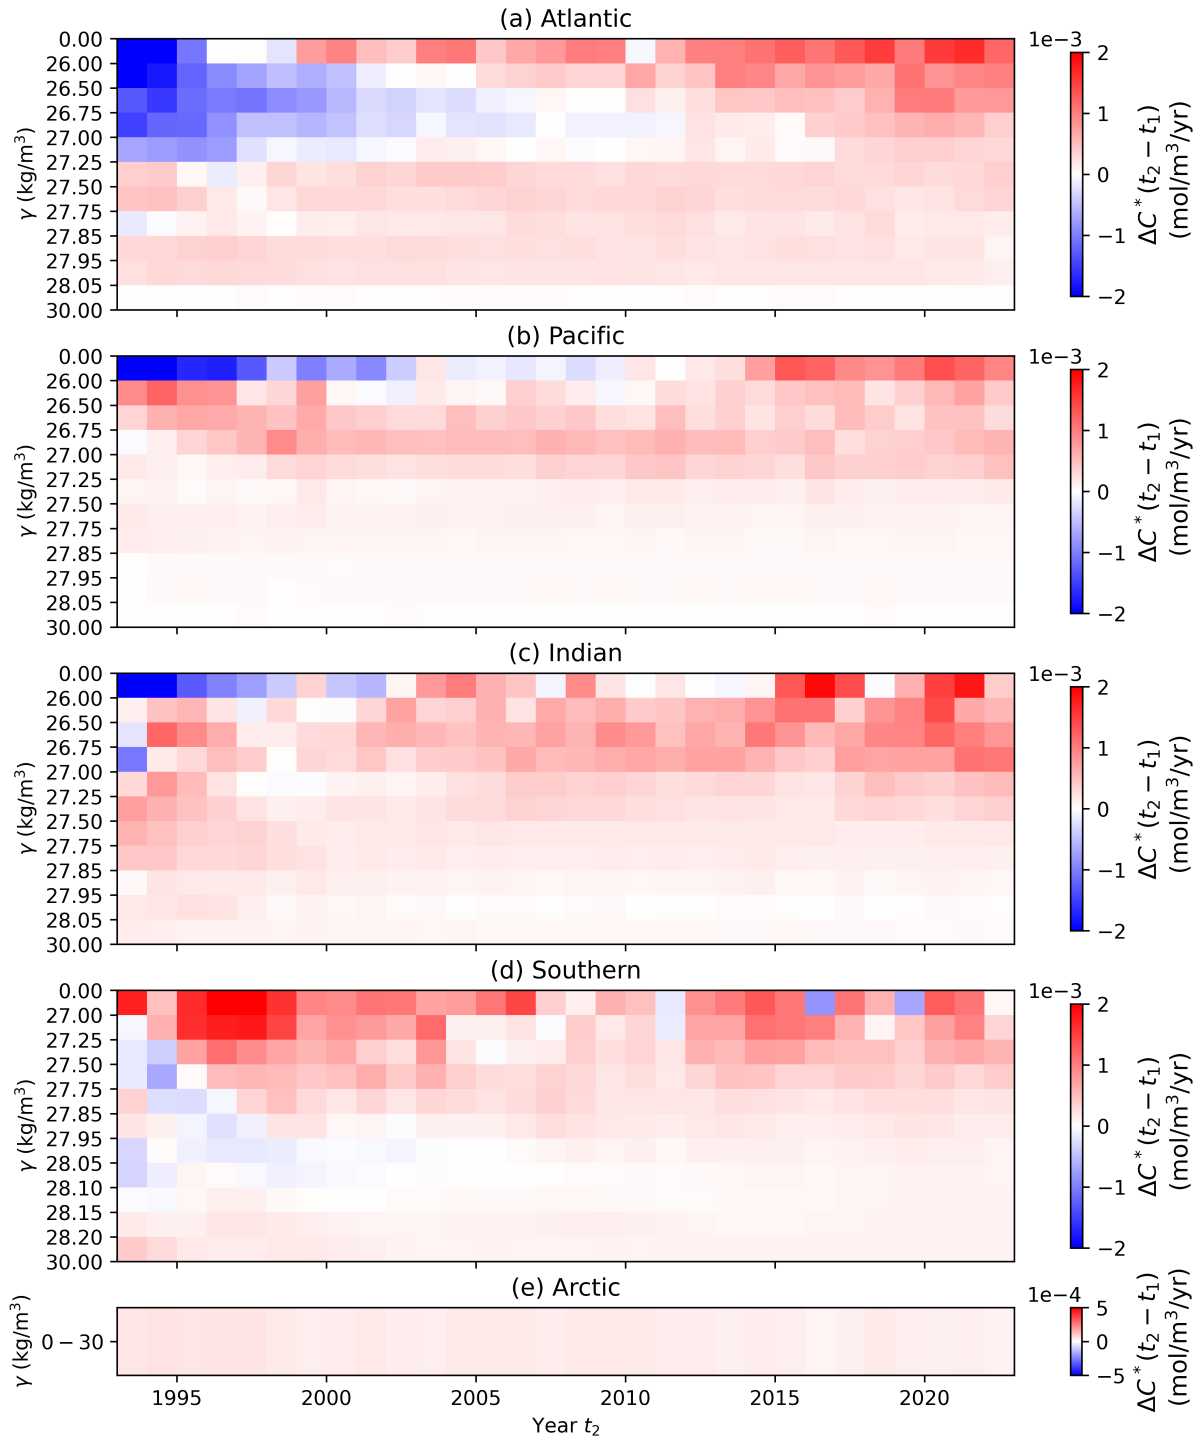 (a) Atlantic
0.00
26.00
26.50
26.75
27.00
27.25
27.50
27.75
27.85
27.95
28.05
30.00
γ (kg/m³)
1e−3
2
1
0
−1
−2
ΔC*(t₂ − t₁)
(mol/m³/yr)
(b) Pacific
0.00
26.00
26.50
26.75
27.00
27.25
27.50
27.75
27.85
27.95
28.05
30.00
γ (kg/m³)
1e−3
2
1
0
−1
−2
ΔC*(t₂ − t₁)
(mol/m³/yr)
(c) Indian
0.00
26.00
26.50
26.75
27.00
27.25
27.50
27.75
27.85
27.95
28.05
30.00
γ (kg/m³)
1e−3
2
1
0
−1
−2
ΔC*(t₂ − t₁)
(mol/m³/yr)
(d) Southern
0.00
27.00
27.25
27.50
27.75
27.85
27.95
28.05
28.10
28.15
28.20
30.00
γ (kg/m³)
1e−3
2
1
0
−1
−2
ΔC*(t₂ − t₁)
(mol/m³/yr)
(e) Arctic
0 − 30
γ (kg/m³)
1e−4
5
0
−5
ΔC*(t₂ − t₁)
(mol/m³/yr)
1995 2000 2005 2010 2015 2020
Year t₂